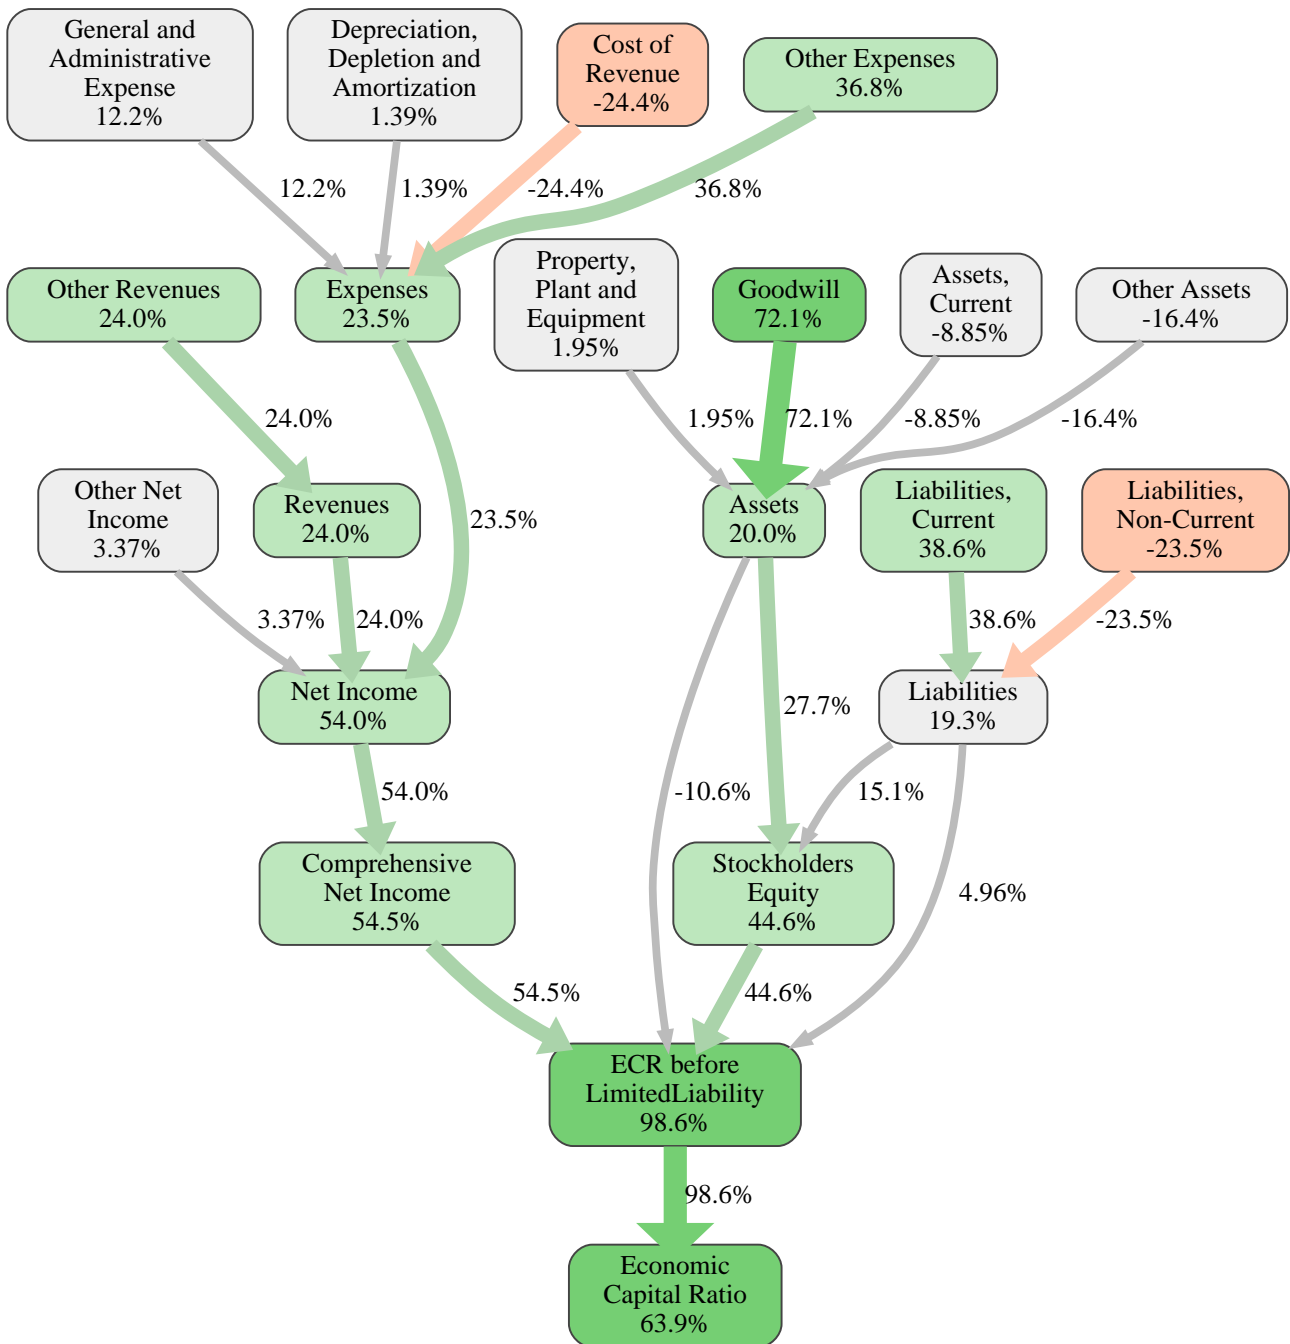 General and
Administrative
Expense
12.2%
Depreciation,
Depletion and
Amortization
1.39%
Cost of
Revenue
-24.4%
Other Expenses
36.8%
12.2%
1.39%
-24.4%
36.8%
Other Revenues
24.0%
Expenses
23.5%
Property,
Plant and
Equipment
1.95%
Goodwill
72.1%
Assets,
Current
-8.85%
Other Assets
-16.4%
24.0%
1.95%
72.1%
-8.85%
-16.4%
Other Net
Income
3.37%
Revenues
24.0%
23.5%
Assets
20.0%
Liabilities,
Current
38.6%
Liabilities,
Non-Current
-23.5%
3.37%
24.0%
38.6%
-23.5%
Net Income
54.0%
27.7%
Liabilities
19.3%
54.0%
-10.6%
15.1%
Comprehensive
Net Income
54.5%
Stockholders
Equity
44.6%
4.96%
54.5%
44.6%
ECR before
LimitedLiability
98.6%
98.6%
Economic
Capital Ratio
63.9%